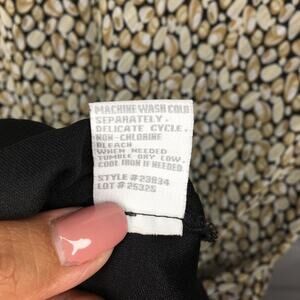 MACHINE WASH COLD
SEPARATELY.
DELICATE CYCLE.
NON-CHLORINE
BLEACH
WHEN NEEDED
TUMBLE DRY LOW.
COOL IRON IF NEEDED.
STYLE #23834
LOT #25325